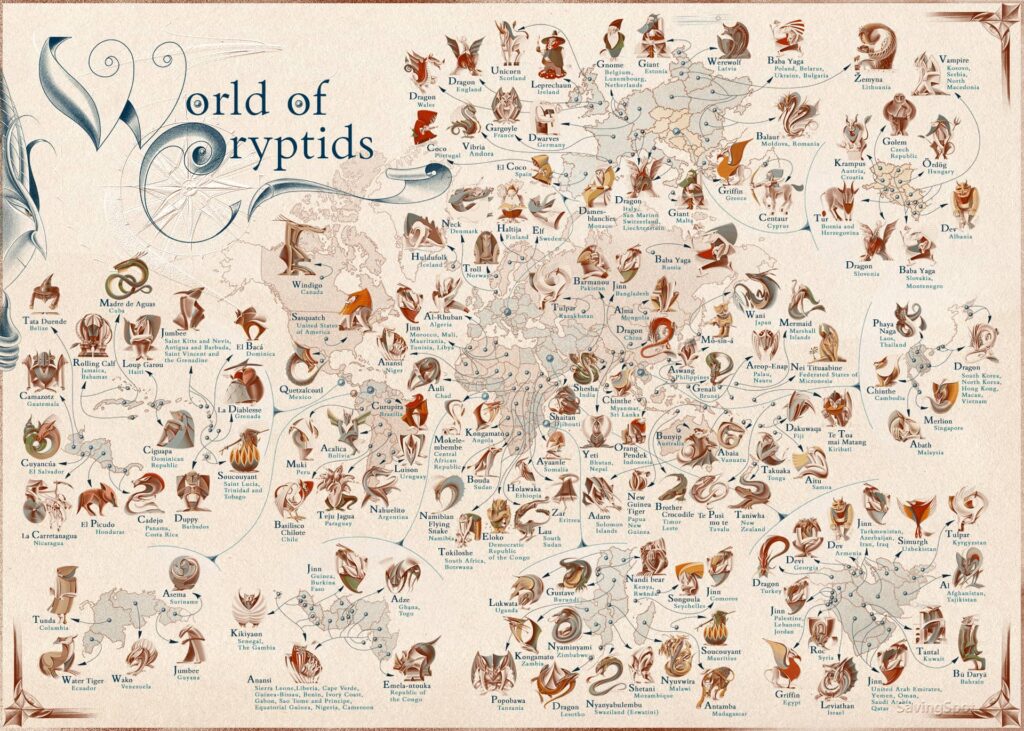 World of
Cryptids
Dragon
Wales
Dragon
England
Unicorn
Scotland
Leprechaun
Ireland
Gnome
Belgium,
Luxembourg,
Netherlands
Giant
Estonia
Werewolf
Latvia
Baba Yaga
Poland, Belarus,
Ukraine, Bulgaria
Žemyna
Lithuania
Vampire
Kosovo,
Serbia,
North
Macedonia
Coco
Portugal
Vibria
Andorra
Gargoyle
France
Dwarves
Germany
Balaur
Moldova, Romania
Krampus
Austria,
Croatia
Golem
Czech
Republic
Ördög
Hungary
El Coco
Spain
Dames-
blanches
Monaco
Dragon
Italy,
San Marino
Switzerland,
Liechtenstein
Giant
Malta
Griffin
Greece
Centaur
Cyprus
Tur
Bosnia and
Herzegovina
Dev
Albania
Dragon
Slovenia
Baba Yaga
Slovakia,
Montenegro
Huldufolk
Iceland
Neck
Denmark
Troll
Norway
Haltija
Finland
Elf
Sweden
Windigo
Canada
Sasquatch
United States
of America
Quetzalcoatl
Mexico
Tata Duende
Belize
Madre de Aguas
Cuba
Rolling Calf
Jamaica,
Bahamas
Loup Garou
Haiti
Jumbee
Saint Kitts and Nevis,
Antigua and Barbuda,
Saint Vincent and
the Grenadine
El Bacá
Dominica
Camazotz
Guatemala
La Diablesse
Grenada
Cuyancúa
El Salvador
Ciguapa
Dominican
Republic
Soucouyant
Saint Lucia,
Trinidad and
Tobago
La Carretanagua
Nicaragua
El Picudo
Honduras
Cadejo
Panama,
Costa Rica
Duppy
Barbados
Jinn
Morocco, Mali,
Mauritania,
Tunisia, Libya
Al-Rhuban
Algeria
Anansi
Niger
Auli
Chad
Tulpar
Kazakhstan
Barmanou
Pakistan
Jinn
Bangladesh
Baba Yaga
Russia
Alma
Mongolia
Dragon
China
Wani
Japan
Mermaid
Marshall
Islands
Mo-sin-á
Aswang
Philippines
Areop-Enap
Palau,
Nauru
Nei Tituaabine
Federated States of
Micronesia
Phaya
Naga
Laos,
Thailand
Dragon
South Korea,
North Korea,
Hong Kong,
Macau,
Vietnam
Chinthe
Cambodia
Merlion
Singapore
Abath
Malaysia
Shesha
India
Chinthe
Myanmar,
Sri Lanka
Genali
Brunei
Shaitan
Djibouti
Curupira
Brazil
Acalica
Bolivia
Muki
Peru
Luison
Uruguay
Basilisco
Chilote
Chile
Teju Jagua
Paraguay
Nahuelito
Argentina
Mokele-
mbembe
Central
African
Republic
Kongamato
Angola
Bouda
Sudan
Holawaka
Ethiopia
Ayaanle
Somalia
Yeti
Bhutan,
Nepal
Orang
Pendek
Indonesia
Bunyip
Australia
Abaia
Vanuatu
Dakuwaqa
Fiji
Te Toa
Matang
Kiribati
Takuaka
Tonga
Aitu
Samoa
Namibian
Flying
Snake
Namibia
Tokiloshe
South Africa,
Botswana
Eloko
Democratic
Republic
of the Congo
Lau
South
Sudan
Zar
Eritrea
Adaro
Solomon
Islands
New
Guinea
Tiger
Papua
New Guinea
Brother
Crocodile
Timor
Leste
Te Pusi
mo te
Tuvalu
Taniwha
New
Zealand
Tunda
Columbia
Asema
Suriname
Water Tiger
Ecuador
Wako
Venezuela
Jumbee
Guyana
Jinn
Guinea,
Burkina
Faso
Adze
Ghana,
Togo
Kikiyaon
Senegal,
The Gambia
Anansi
Sierra Leone, Liberia, Cape Verde,
Guinea-Bissau, Benin, Ivory Coast,
Gabon, Sao Tome and Principe,
Equatorial Guinea, Nigeria, Cameroon
Emela-ntouka
Republic of
the Congo
Lukwata
Uganda
Gustave
Burundi
Nandi bear
Kenya,
Rwanda
Songoula
Seychelles
Jinn
Comoros
Kongamato
Zambia
Nyaminyami
Zimbabwe
Soucouyant
Mauritius
Popobawa
Tanzania
Dragon
Lesotho
Nyanyabulembu
Swaziland (Eswatini)
Shetani
Mozambique
Nyuvwira
Malawi
Antamba
Madagascar
Dragon
Turkey
Devi
Georgia
Dev
Armenia
Jinn
Turkmenistan,
Azerbaijan,
Iran, Iraq
Simurgh
Uzbekistan
Tulpar
Kyrgyzstan
Al
Afghanistan,
Tajikistan
Jinn
Palestine,
Lebanon,
Jordan
Roc
Syria
Tantal
Kuwait
Bu Darya
Bahrain
Griffin
Egypt
Leviathan
Israel
Jinn
United Arab Emirates,
Yemen, Oman,
Saudi Arabia,
Qatar
SavingSpot